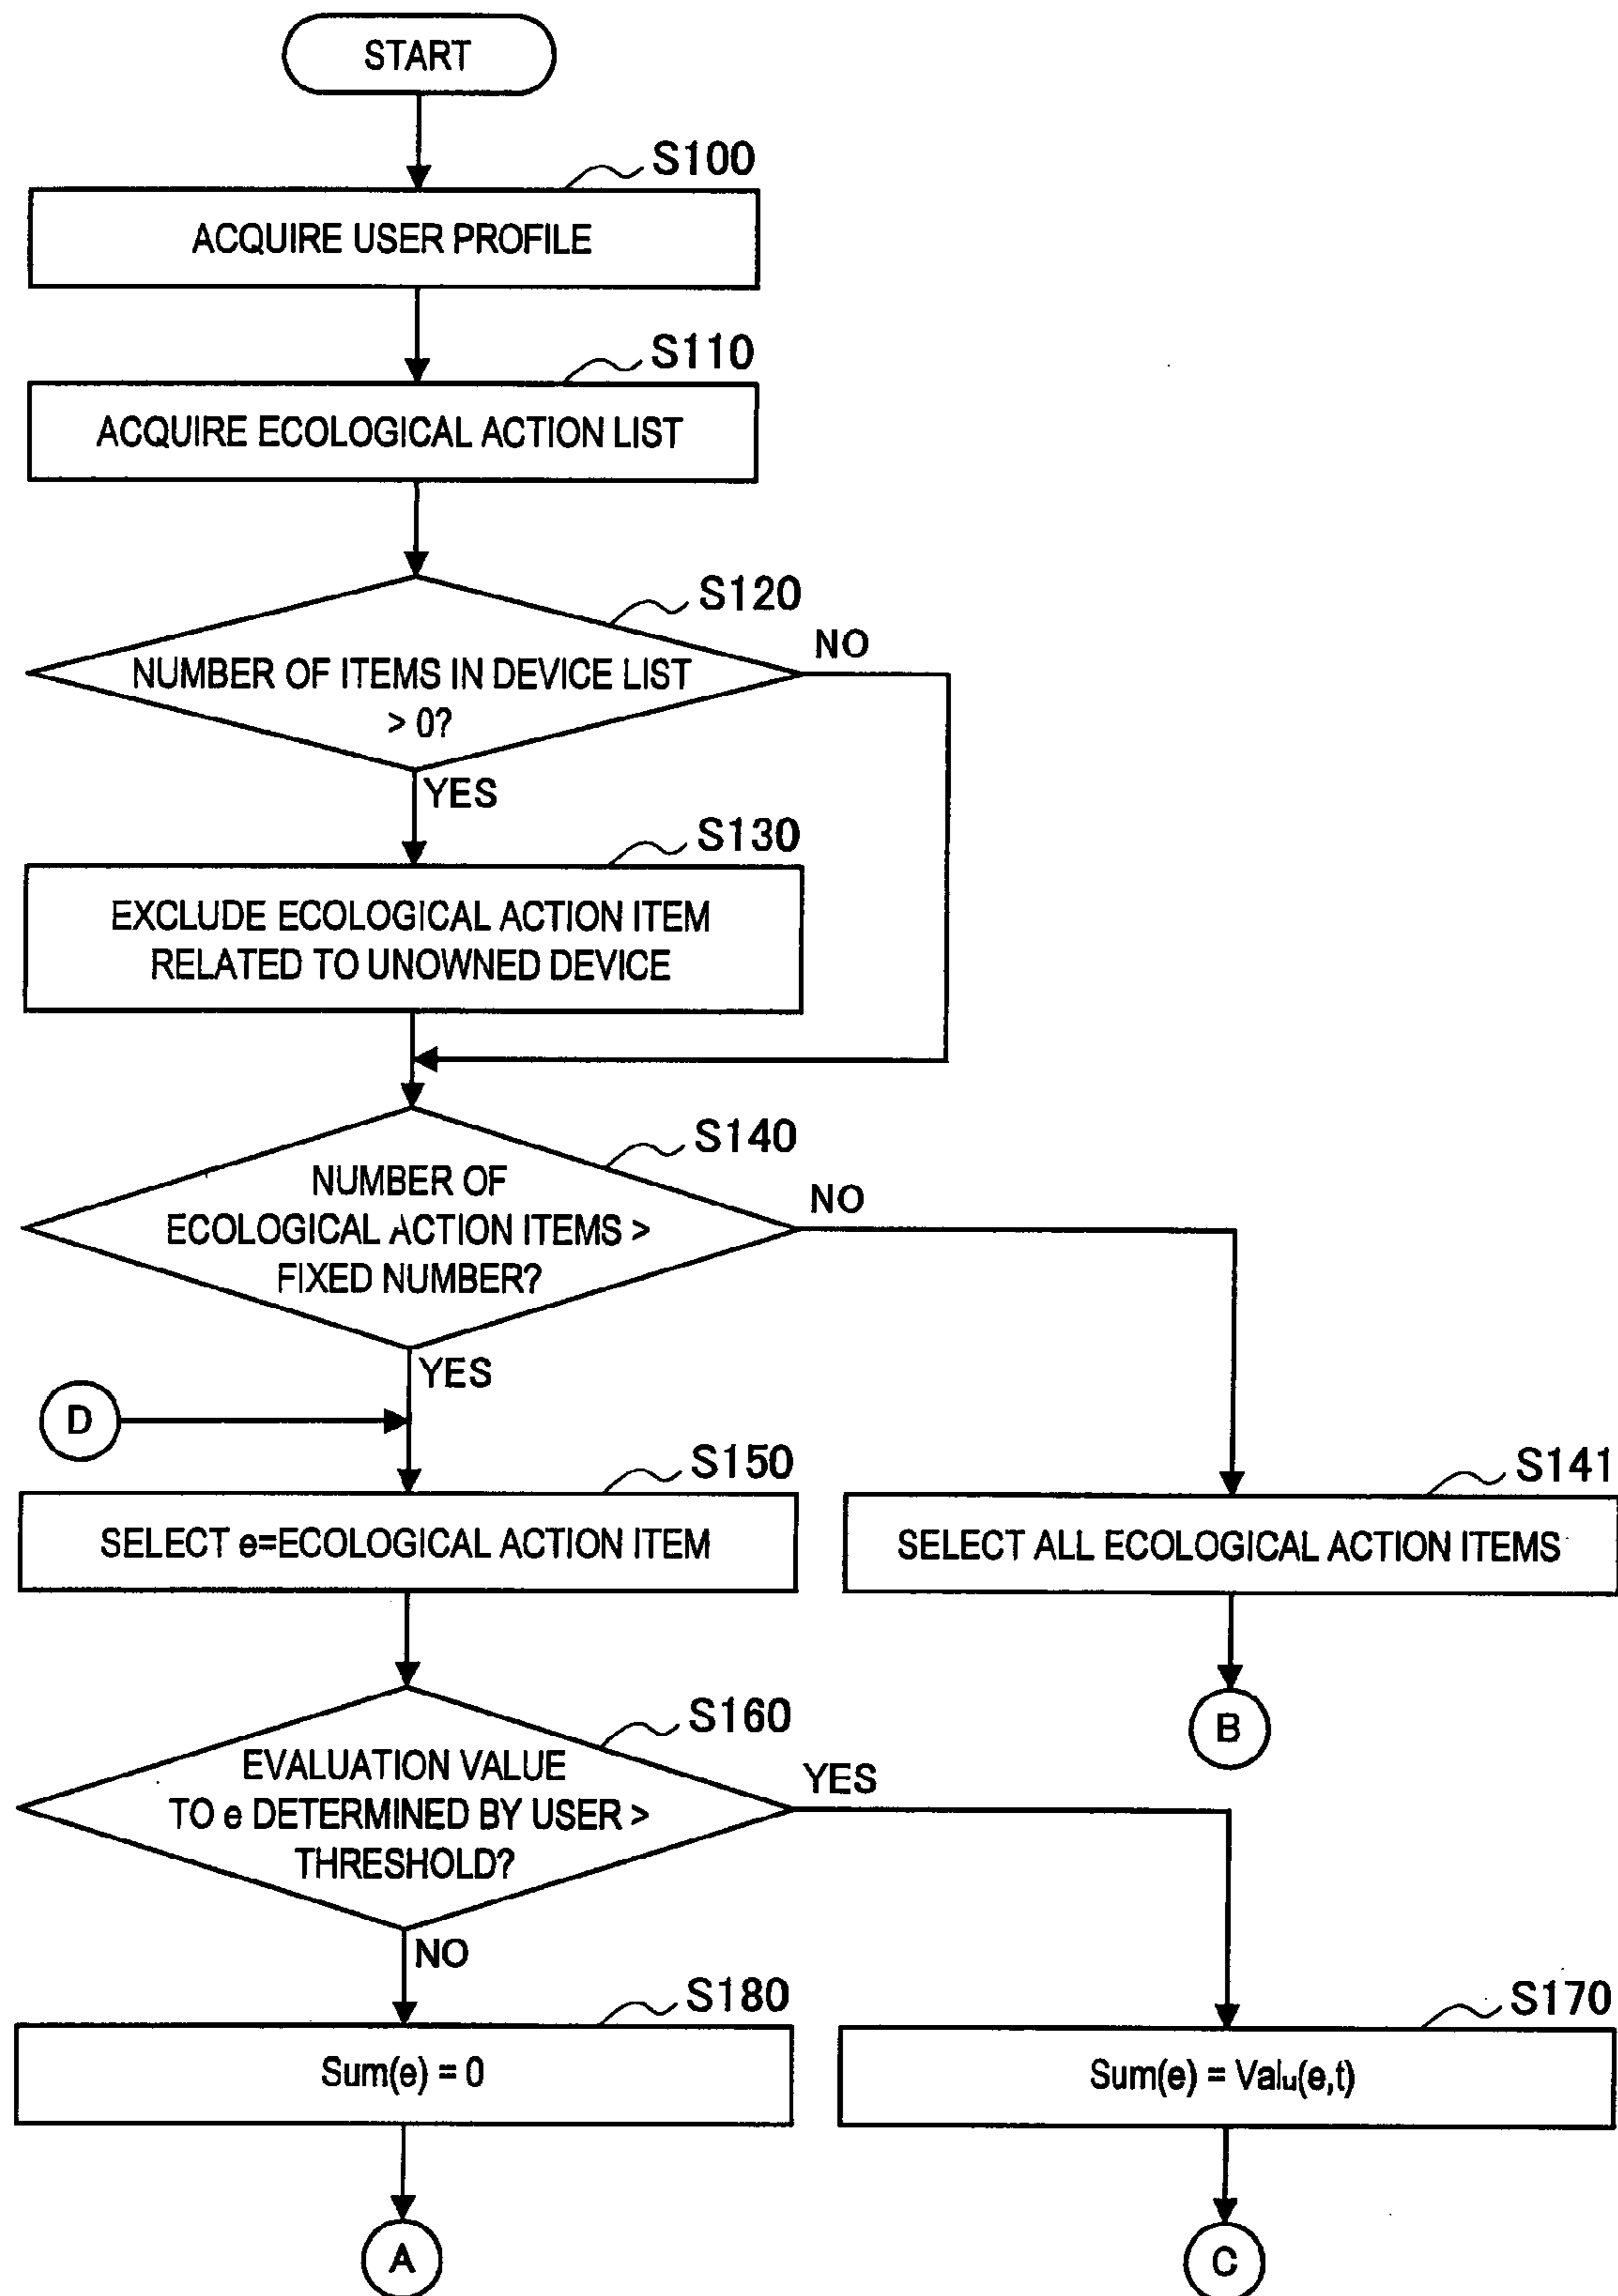 START
S100
ACQUIRE USER PROFILE
S110
ACQUIRE ECOLOGICAL ACTION LIST
S120
NUMBER OF ITEMS IN DEVICE LIST
> 0?
NO
YES
S130
EXCLUDE ECOLOGICAL ACTION ITEM
RELATED TO UNOWNED DEVICE
S140
NUMBER OF
ECOLOGICAL ACTION ITEMS >
FIXED NUMBER?
NO
YES
D
S150
SELECT e=ECOLOGICAL ACTION ITEM
S141
SELECT ALL ECOLOGICAL ACTION ITEMS
B
S160
EVALUATION VALUE
TO e DETERMINED BY USER >
THRESHOLD?
YES
NO
S180
Sum(e) = 0
S170
Sum(e) = Valu(e,t)
A
C